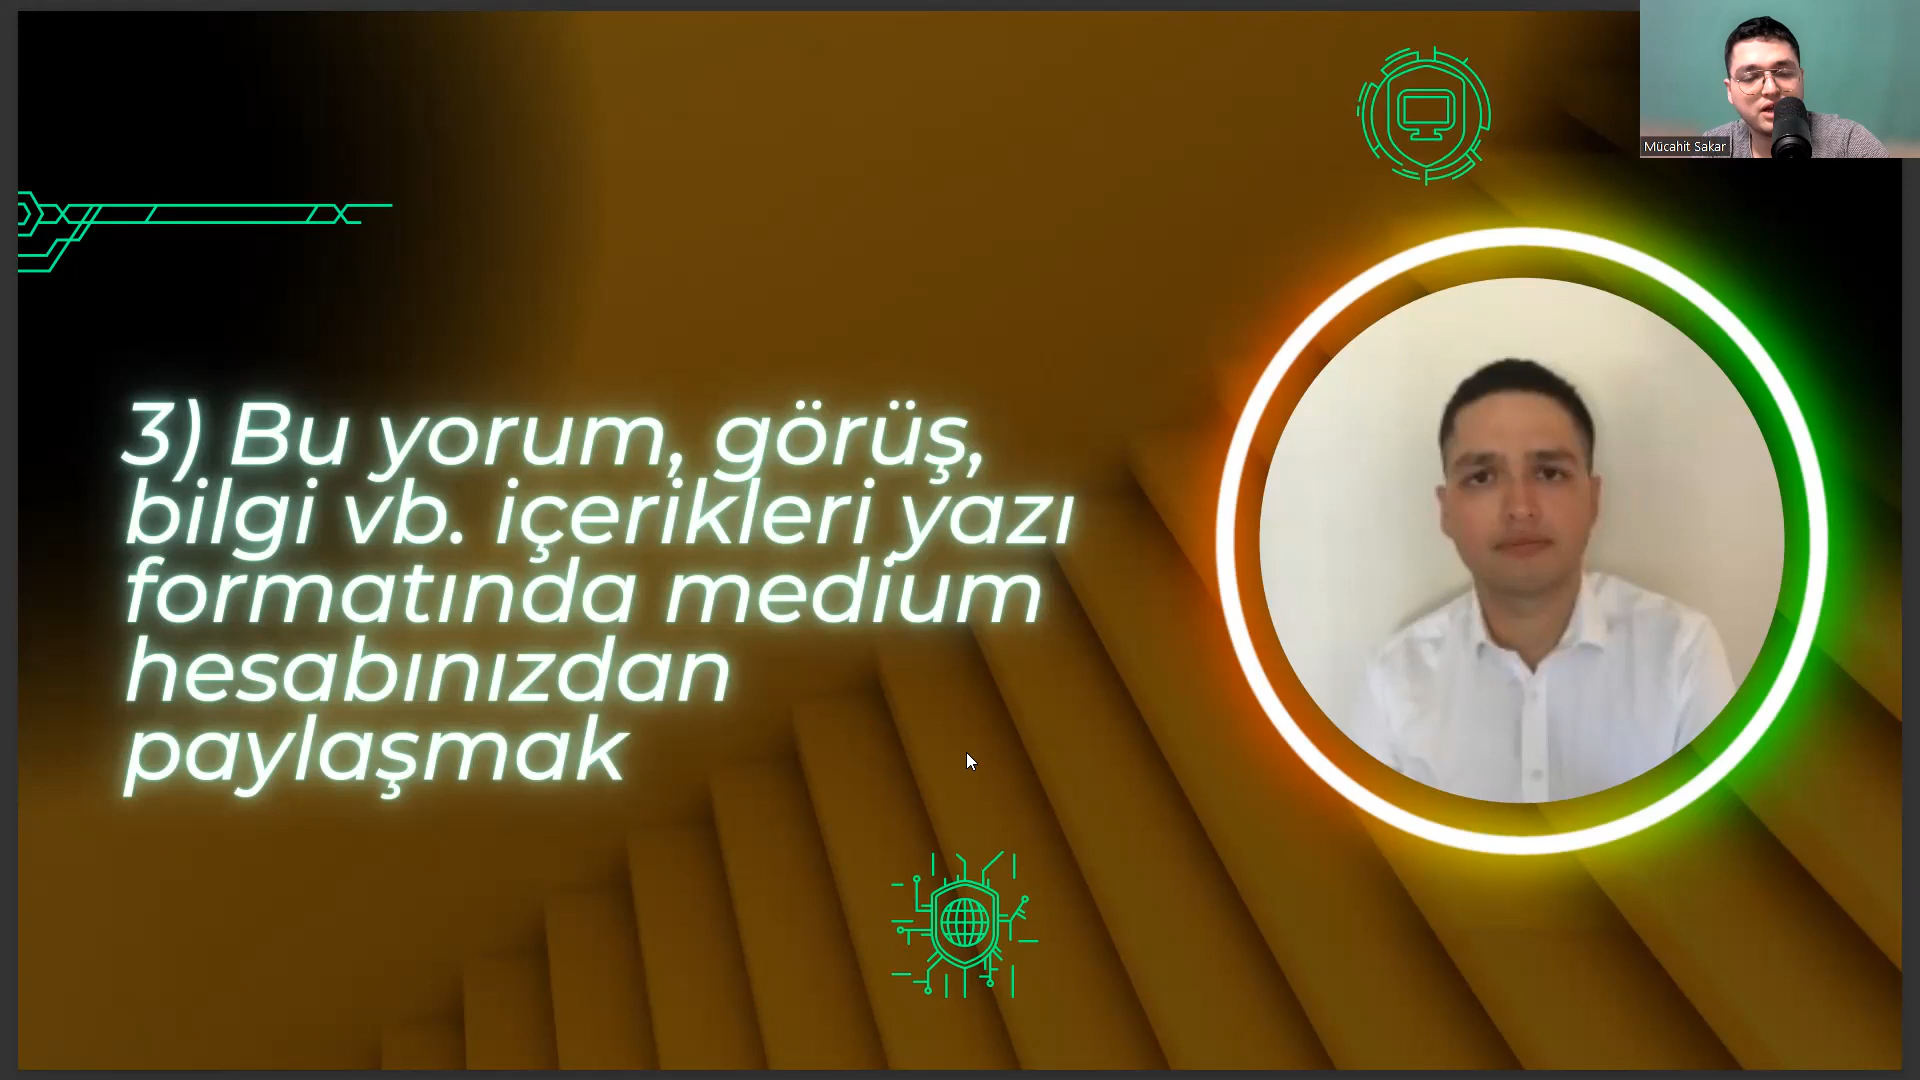 Mücahit Sakar
3) Bu yorum, görüş,
bilgi vb. içerikleri yazı
formatında medium
hesabınızdan
paylaşmak